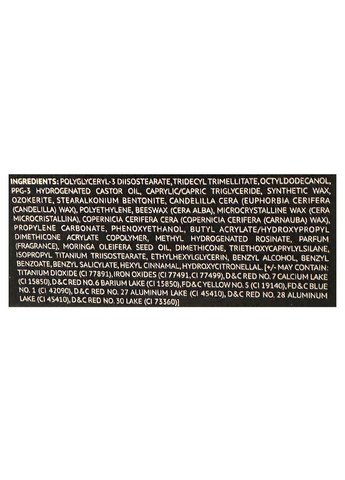 INGREDIENTS: POLYGLYCERYL-3 DIISOSTEARATE, TRIDECYL TRIMELLITATE, OCTYLDODECANOL,
PPG-3 HYDROGENATED CASTOR OIL, CAPRYLIC/CAPRIC TRIGLYCERIDE, SYNTHETIC WAX,
OZOKERITE, STEARALKONIUM BENTONITE, CANDELILLA CERA (EUPHORBIA CERIFERA
(CANDELILLA) WAX), POLYETHYLENE, BEESWAX (CERA ALBA), MICROCRYSTALLINE WAX (CERA
MICROCRISTALLINA), COPERNICIA CERIFERA CERA (COPERNICIA CERIFERA (CARNAUBA) WAX),
PROPYLENE CARBONATE, PHENOXYETHANOL, BUTYL ACRYLATE/HYDROXYPROPYL
DIMETHICONE ACRYLATE COPOLYMER, METHYL HYDROGENATED ROSINATE, PARFUM
(FRAGRANCE), MORINGA OLEIFERA SEED OIL, DIMETHICONE, TRIETHOXYCAPRYLYLSILANE,
ISOPROPYL TITANIUM TRIISOSTEARATE, ETHYLHEXYLGLYCERIN, BENZYL ALCOHOL, BENZYL
BENZOATE, BENZYL SALICYLATE, HEXYL CINNAMAL, HYDROXYCITRONELLAL. [+/- MAY CONTAIN:
TITANIUM DIOXIDE (CI 77891), IRON OXIDES (CI 77491, CI 77499), D&C RED NO. 7 CALCIUM LAKE
(CI 15850), D&C RED NO. 6 BARIUM LAKE (CI 15850), FD&C YELLOW NO. 5 (CI 19140), FD&C BLUE
NO. 1 (CI 42090), D&C RED NO. 27 ALUMINUM LAKE (CI 45410), D&C RED NO. 28 ALUMINUM
LAKE (CI 45410), D&C RED NO. 30 LAKE (CI 73360)]